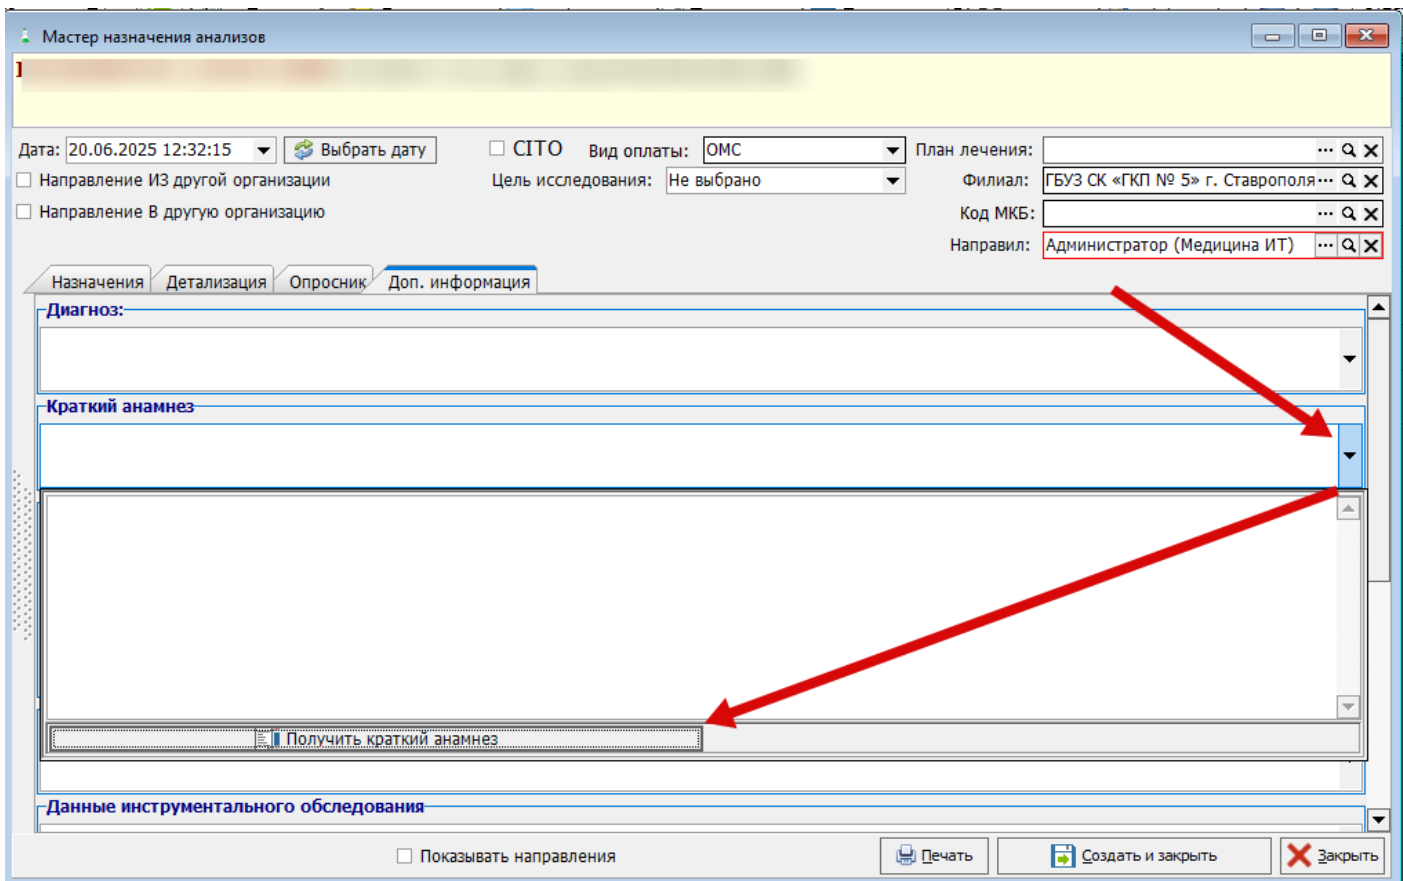 Мастер назначения анализов
Дата: 20.06.2025 12:32:15 Выбрать дату CITO Вид оплаты: ОМС План лечения:
Направление ИЗ другой организации Цель исследования: Не выбрано Филиал: ГБУЗ СК «ГКП № 5» г. Ставрополя
Направление В другую организацию Код МКБ:
Направил: Администратор (Медицина ИТ)
Назначения Детализация Опросник Доп. информация
Диагноз:
Краткий анамнез
Получить краткий анамнез
Данные инструментального обследования
Показывать направления Печать Создать и закрыть Закрыть